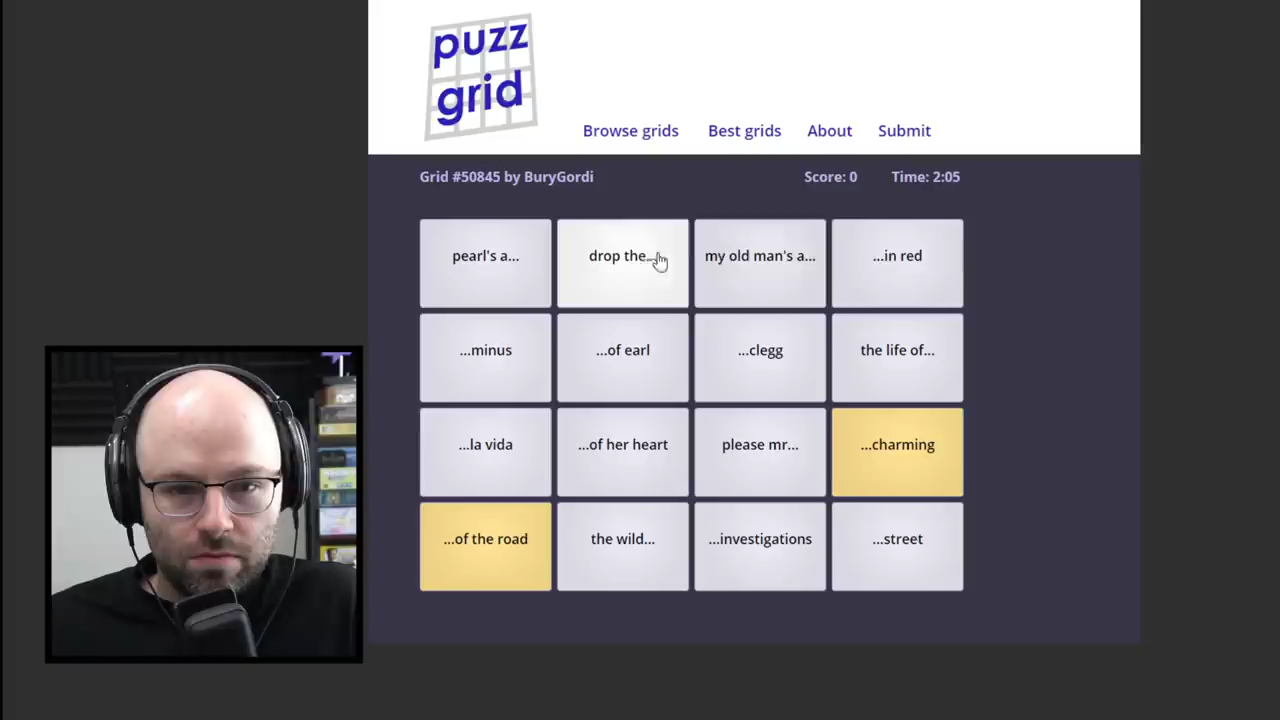 puzz
grid
Browse grids
Best grids
About
Submit
Grid #50845 by BuryGordi
Score: 0
Time: 2:05
pearl's a...
drop the...
my old man's a...
...in red
...minus
...of earl
...clegg
the life of...
...la vida
...of her heart
please mr...
...charming
...of the road
the wild...
...investigations
...street